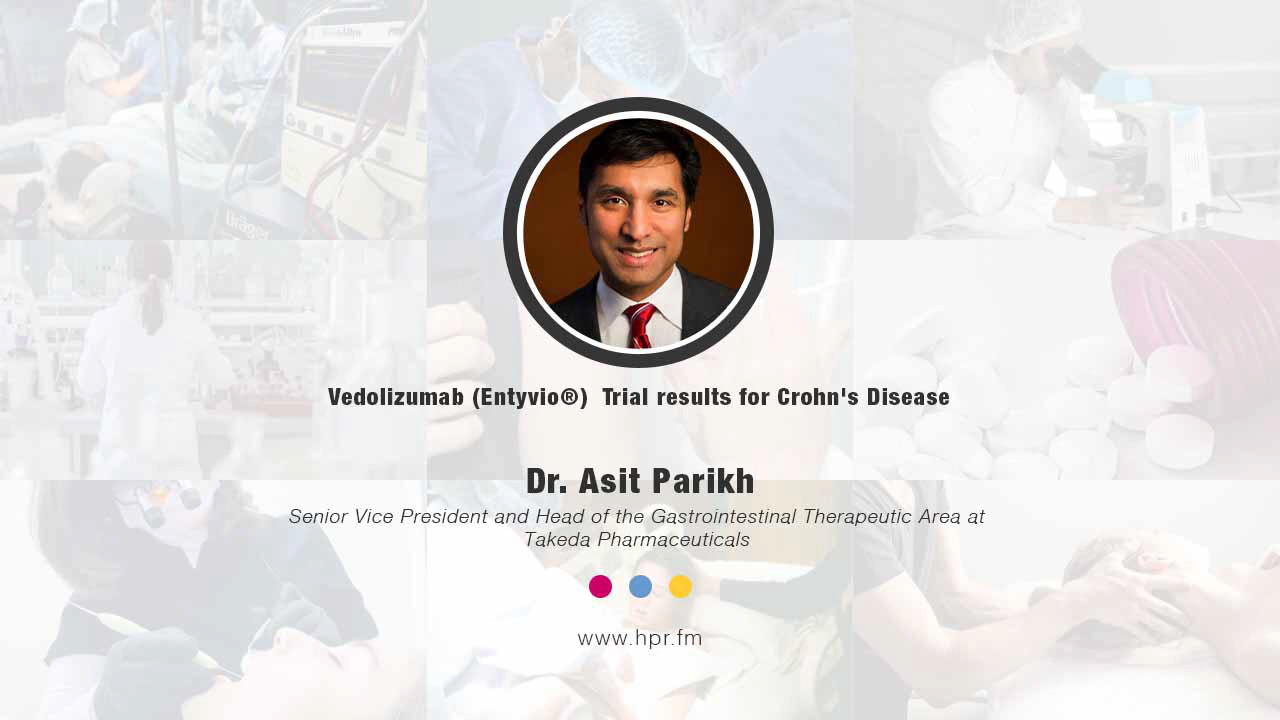 Dräger
Vedolizumab (Entyvio®)  Trial results for Crohn's Disease
Dr. Asit Parikh
Senior Vice President and Head of the Gastrointestinal Therapeutic Area at
Takeda Pharmaceuticals
www.hpr.fm